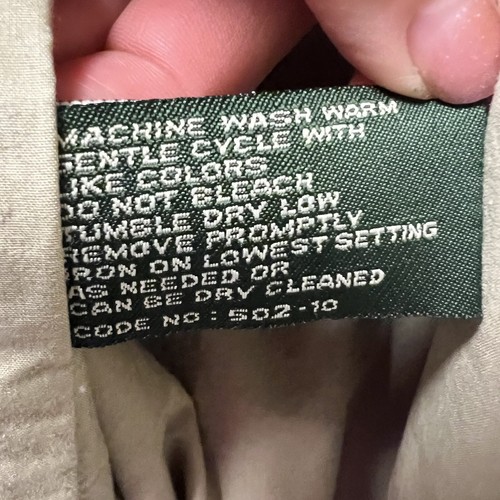 MACHINE WASH WARM
GENTLE CYCLE WITH
LIKE COLORS
DO NOT BLEACH
TUMBLE DRY LOW
REMOVE PROMPTLY
IRON ON LOWEST SETTING
AS NEEDED OR
CAN BE DRY CLEANED
CODE NO: 502-10